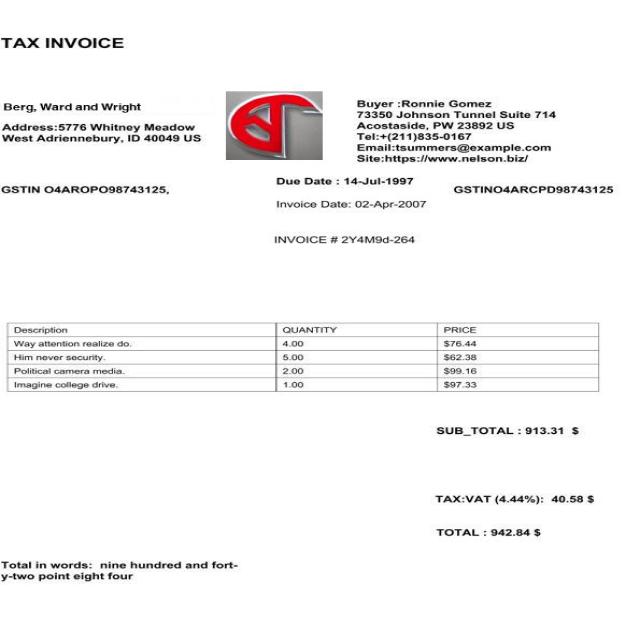 TAX INVOICE
Berg, Ward and Wright
Address:5776 Whitney Meadow
West Adriennebury, ID 40049 US
Buyer :Ronnie Gomez
73350 Johnson Tunnel Suite 714
Acostaside, PW 23892 US
Tel:+(211)835-0167
Email:tsummers@example.com
Site:https://www.nelson.biz/
GSTIN O4AROPO98743125,
Due Date : 14-Jul-1997
GSTINO4ARCPD98743125
Invoice Date: 02-Apr-2007
INVOICE # 2Y4M9d-264
Description QUANTITY PRICE
Way attention realize do. 4.00 $76.44
Him never security. 5.00 $62.38
Political camera media. 2.00 $99.16
Imagine college drive. 1.00 $97.33
SUB_TOTAL : 913.31 $
TAX:VAT (4.44%): 40.58 $
TOTAL : 942.84 $
Total in words: nine hundred and fort-
y-two point eight four